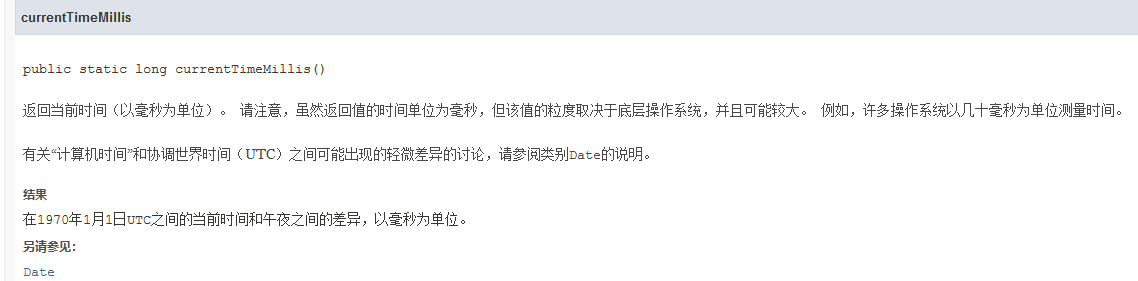 currentTimeMillis
public static long currentTimeMillis()
返回当前时间（以毫秒为单位）。 请注意，虽然返回值的时间单位为毫秒，但该值的粒度取决于底层操作系统，并且可能较大。 例如，许多操作系统以几十毫秒为单位测量时间。
有关“计算机时间”和协调世界时间（UTC）之间可能出现的轻微差异的讨论，请参阅类别Date的说明。
结果
在1970年1月1日UTC之间的当前时间和午夜之间的差异，以毫秒为单位。
另请参见：
Date